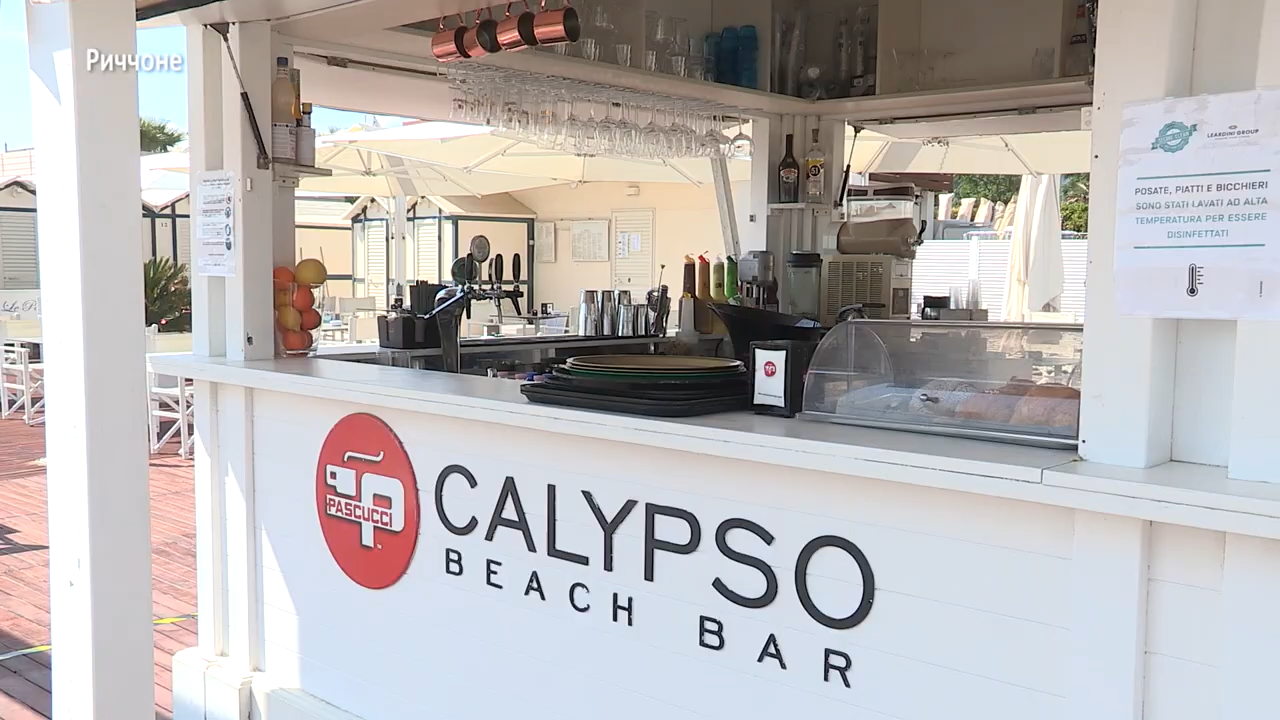 Риччоне
LEARDINI GROUP
POSATE, PIATTI E BICCHIERI
SONO STATI LAVATI AD ALTA
TEMPERATURA PER ESSERE
DISINFETTATI
PASCUCCI
CALYPSO
BEACH BAR